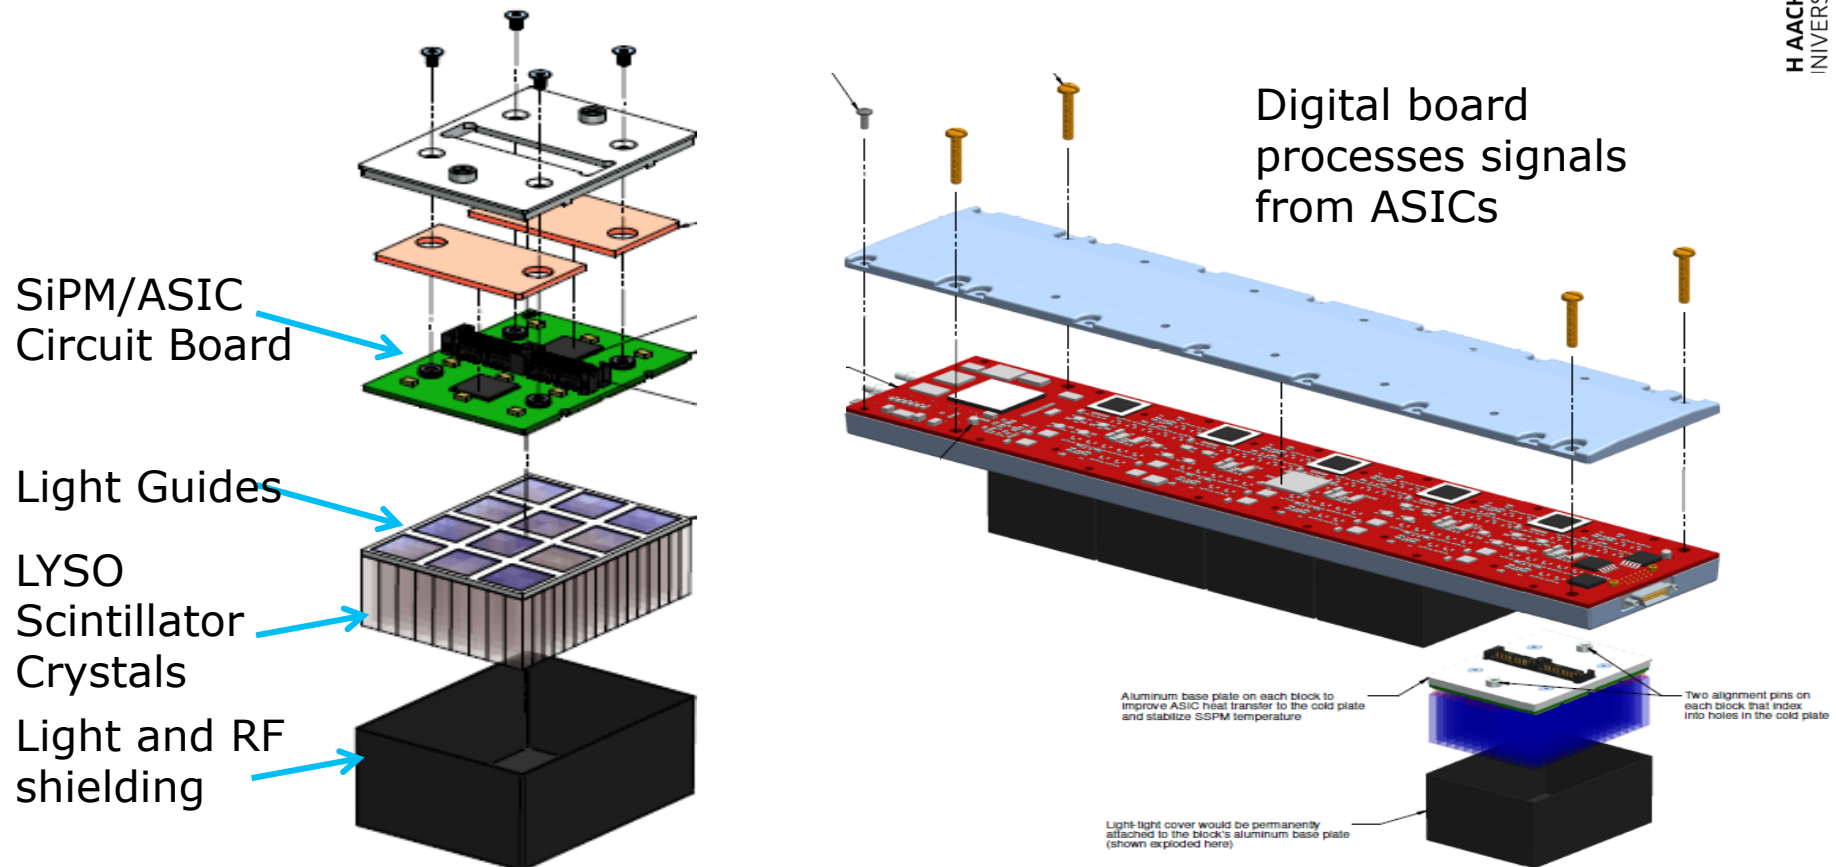 H AACH
INIVERS
Digital board
processes signals
from ASICs
SiPM/ASIC
Circuit Board
Light Guides
LYSO
Scintillator
Crystals
Light and RF
shielding
Aluminum base plate on each block to
improve ASIC heat transfer to the cold plate
and stabilize SSPM temperature
Two alignment pins on
each block that index
into holes in the cold plate
Light-tight cover would be permanently
attached to the block's aluminum base plate
(shown exploded here)